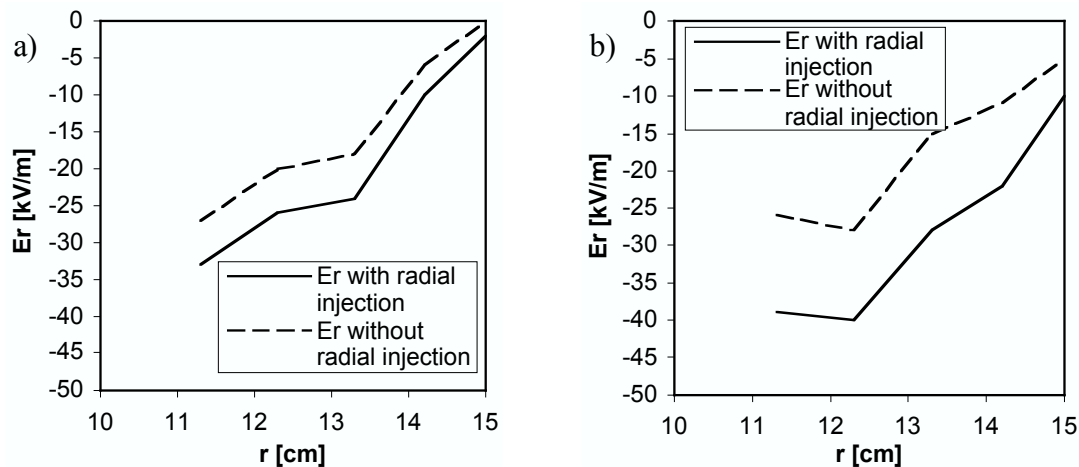 a)
0
-5
-10
-15
-20
-25
-30
-35
-40
-45
-50
Er [kV/m]
Er with radial
injection
Er without
radial injection
10 11 12 13 14 15
r [cm]
b)
0
-5
-10
-15
-20
-25
-30
-35
-40
-45
-50
Er [kV/m]
Er with radial
injection
Er without
radial injection
10 11 12 13 14 15
r [cm]